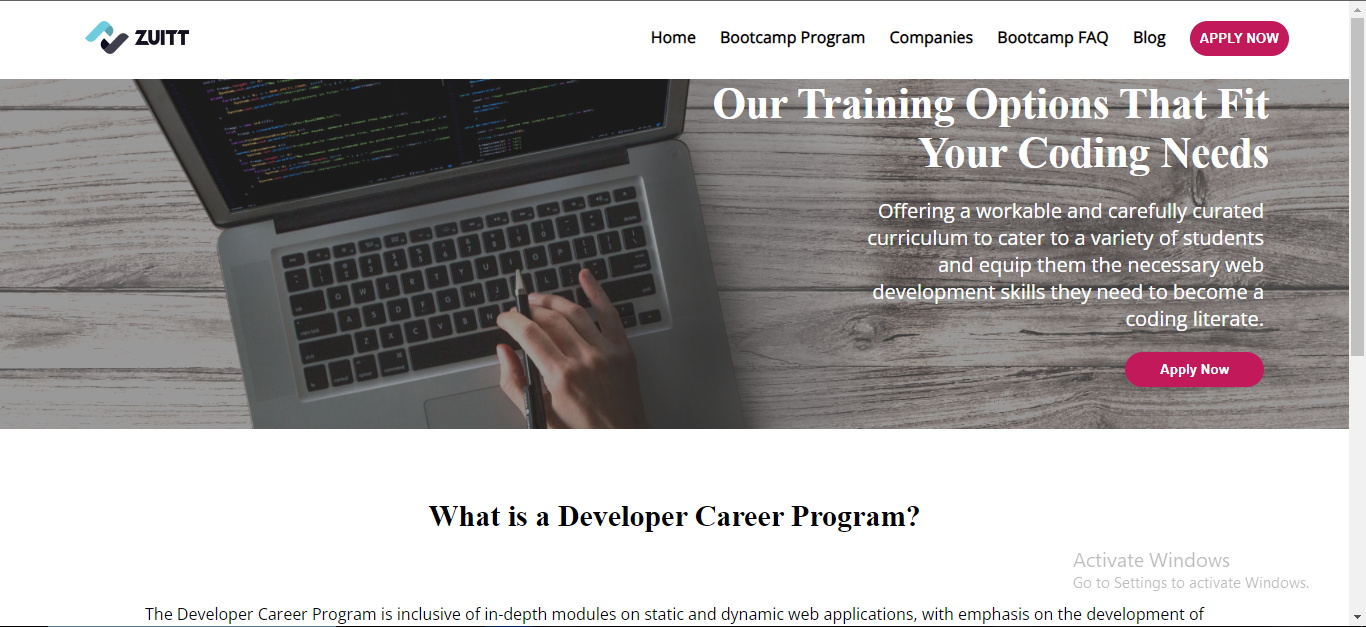 ZUITT
Home Bootcamp Program Companies Bootcamp FAQ Blog APPLY NOW
Our Training Options That Fit
Your Coding Needs
Offering a workable and carefully curated
curriculum to cater to a variety of students
and equip them the necessary web
development skills they need to become a
coding literate.
Apply Now
What is a Developer Career Program?
Activate Windows
Go to Settings to activate Windows.
The Developer Career Program is inclusive of in-depth modules on static and dynamic web applications, with emphasis on the development of